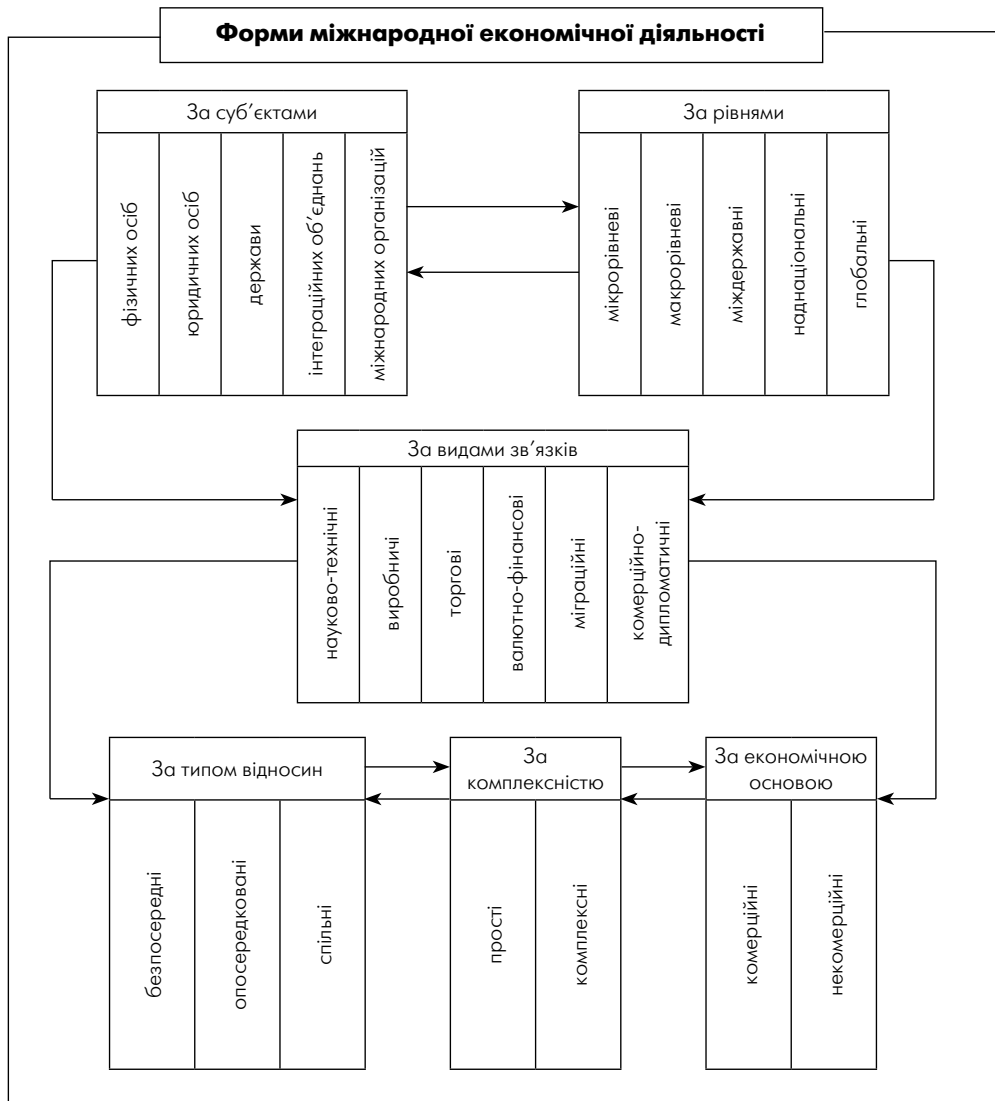 Форми міжнародної економічної діяльності
За суб’єктами
фізичних осіб
юридичних осіб
держави
інтеграційних об’єднань
міжнародних організацій
За рівнями
мікрорівневі
макрорівневі
міждержавні
наднаціональні
глобальні
За видами зв’язків
науково-технічні
виробничі
торгові
валютно-фінансові
міграційні
комерційно-
дипломатичні
За типом відносин
безпосередні
опосередковані
спільні
За
комплексністю
прості
комплексні
За економічною
основою
комерційні
некомерційні